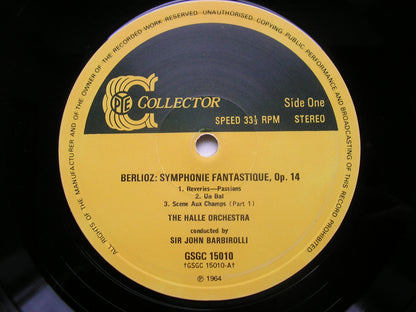 ALL RIGHTS OF THE MANUFACTURER AND OF THE OWNER OF THE RECORDED WORK RESERVED. UNAUTHORISED COPYING, PUBLIC PERFORMANCE AND BROADCASTING OF THIS RECORD PROHIBITED
PYE
COLLECTOR
Side One
SPEED 33⅓ RPM
STEREO
BERLIOZ: SYMPHONIE FANTASTIQUE, Op. 14
1. Reveries—Passions
2. Un Bal
3. Scene Aux Champs (Part 1)
THE HALLE ORCHESTRA
conducted by
SIR JOHN BARBIROLLI
GSGC 15010
†GSGC 15010-A†
℗ 1964